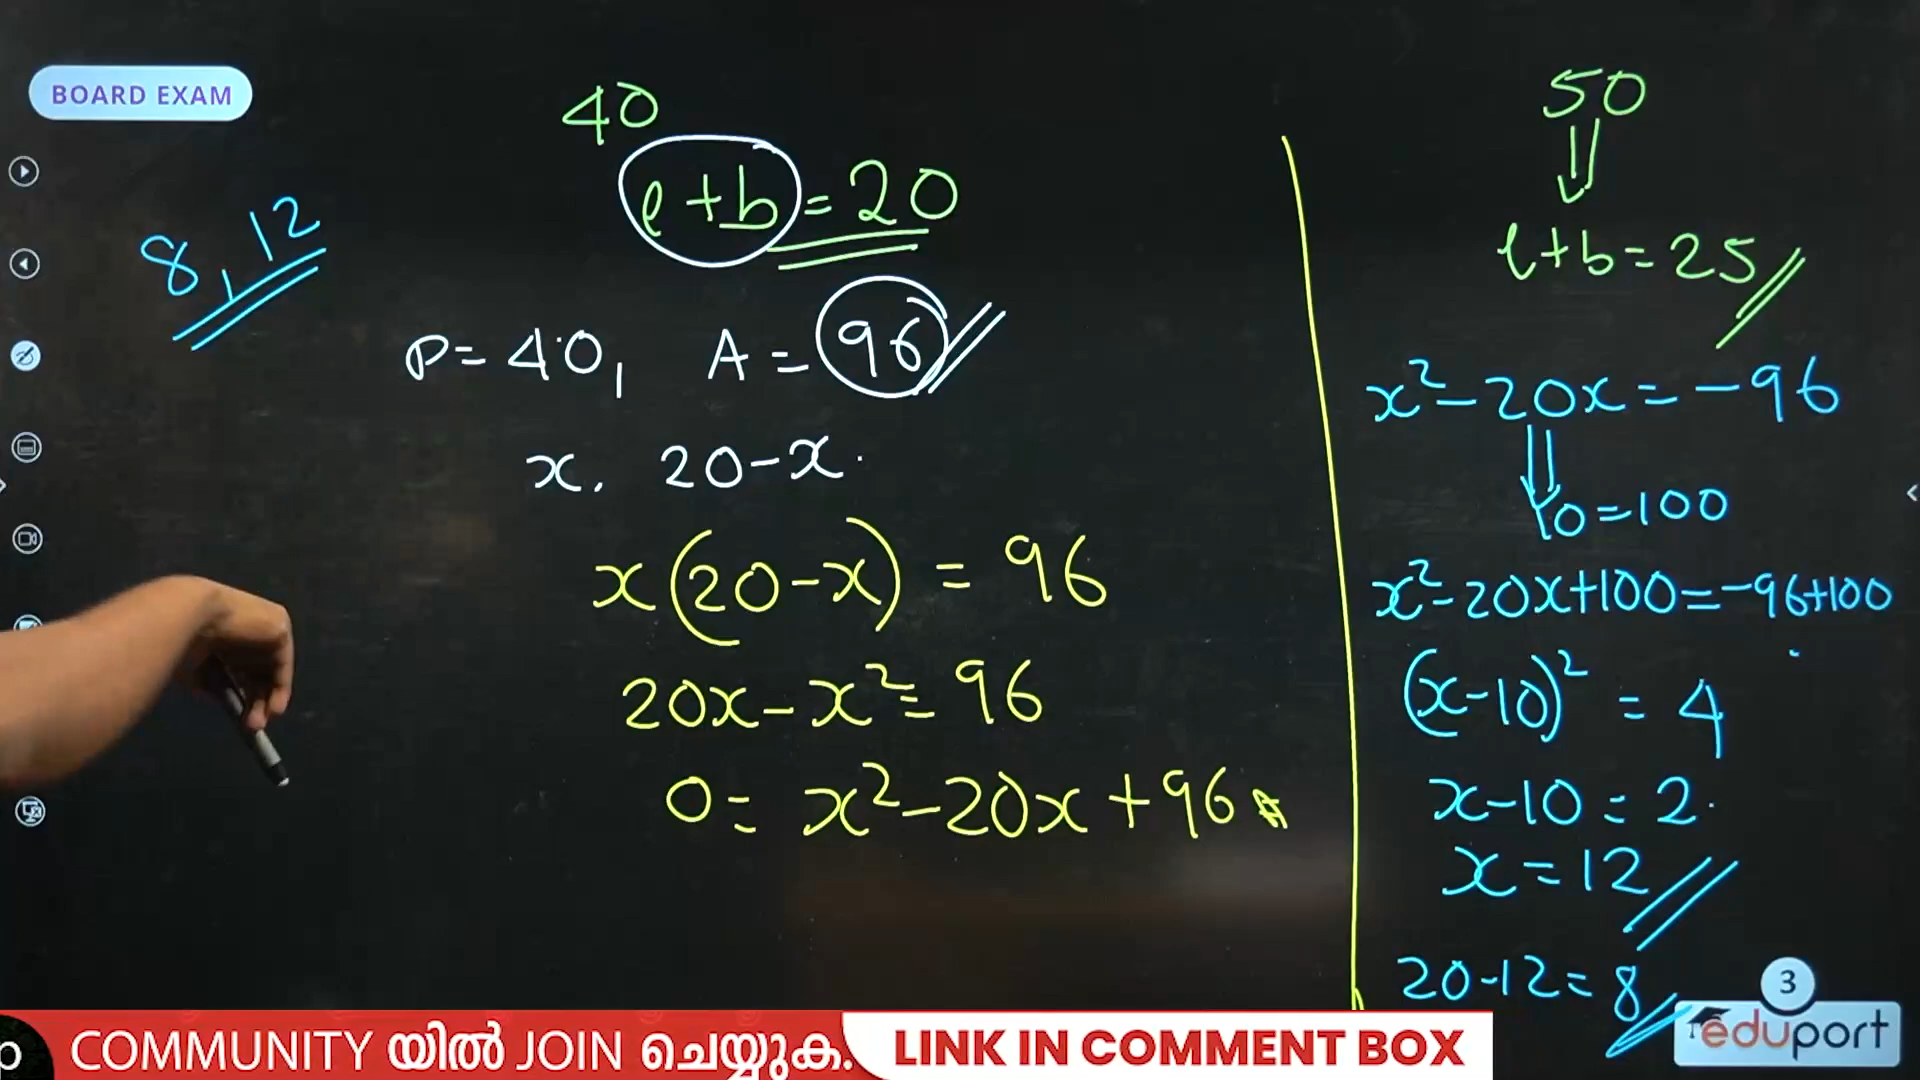 BOARD EXAM
40
l+b=20
8, 12
P=40, A=96
x. 20-x.
x(20-x) = 96
20x-x²=96
0= x²-20x+96
50
l+b=25
x²-20x=-96
10=100
x²-20x+100=-96+100
(x-10)² = 4
x-10=2.
x=12
20-12=8
3
eduport
COMMUNITY യിൽ JOIN ചെയ്യുക.
LINK IN COMMENT BOX